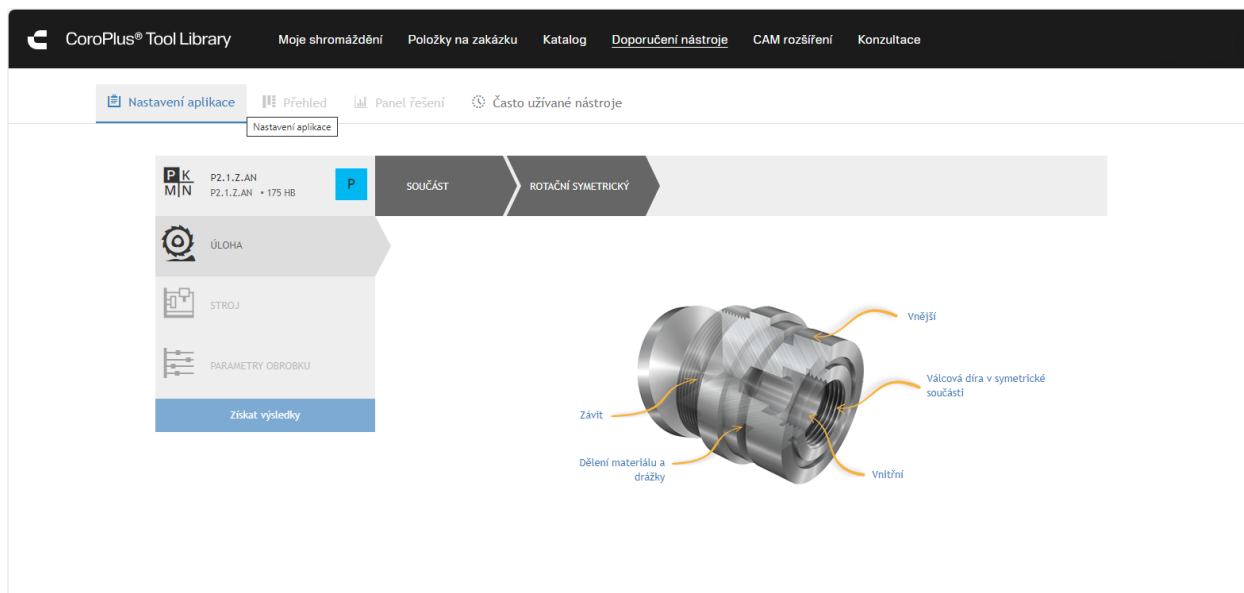 CoroPlus® Tool Library
Moje shromáždění
Položky na zakázku
Katalog
Doporučení nástroje
CAM rozšíření
Konzultace
Nastavení aplikace
Přehled
Panel řešení
Často užívané nástroje
Nastavení aplikace
P K
M N
P2.1.Z.AN
P2.1.Z.AN • 175 HB
P
SOUČÁST
ROTAČNÍ SYMETRICKÝ
ÚLOHA
STROJ
PARAMETRY OBROBKU
Získat výsledky
Vnější
Válcová díra v symetrické
součásti
Závit
Dělení materiálu a
drážky
Vnitřní